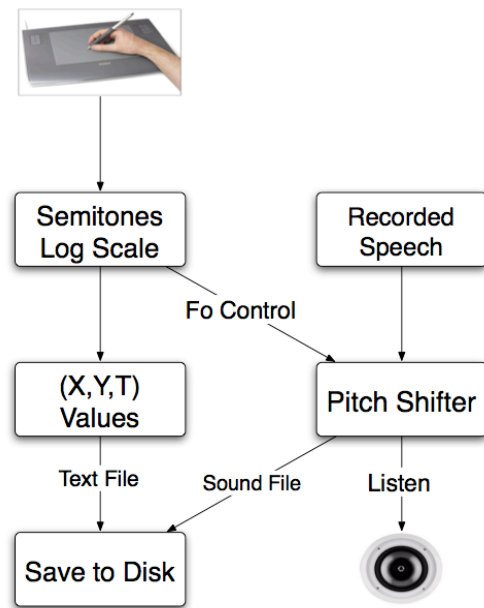 Semitones
Log Scale
Recorded
Speech
Fo Control
(X,Y,T)
Values
Pitch Shifter
Text File
Sound File
Listen
Save to Disk